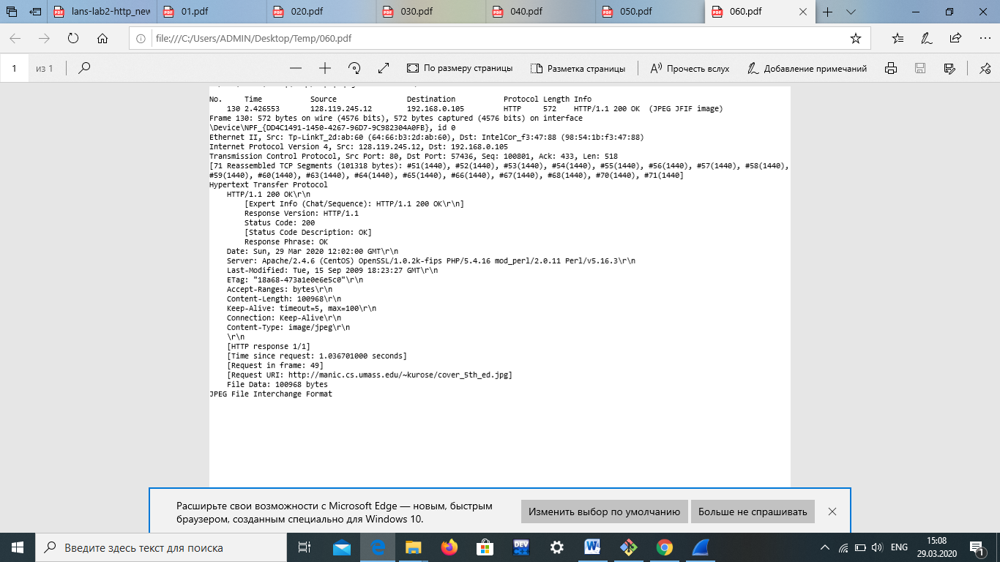 lans-lab2-http_new
01.pdf
020.pdf
030.pdf
040.pdf
050.pdf
060.pdf
file:///C:/Users/ADMIN/Desktop/Temp/060.pdf
1 из 1
По размеру страницы
Разметка страницы
Прочесть вслух
Добавление примечаний
No. Time Source Destination Protocol Length Info
130 2.426553 128.119.245.12 192.168.0.105 HTTP 572 HTTP/1.1 200 OK (JPEG JFIF image)
Frame 130: 572 bytes on wire (4576 bits), 572 bytes captured (4576 bits) on interface
\Device\NPF_{DD4C1491-1450-4267-96D7-9C982304A0FB}, id 0
Ethernet II, Src: Tp-LinkT_2d:ab:60 (64:66:b3:2d:ab:60), Dst: IntelCor_f3:47:88 (98:54:1b:f3:47:88)
Internet Protocol Version 4, Src: 128.119.245.12, Dst: 192.168.0.105
Transmission Control Protocol, Src Port: 80, Dst Port: 57436, Seq: 100801, Ack: 433, Len: 518
[71 Reassembled TCP Segments (101318 bytes): #51(1440), #52(1440), #53(1440), #54(1440), #55(1440), #56(1440), #57(1440), #58(1440),
#59(1440), #60(1440), #63(1440), #64(1440), #65(1440), #66(1440), #67(1440), #68(1440), #70(1440), #71(1440]
Hypertext Transfer Protocol
HTTP/1.1 200 OK\r\n
[Expert Info (Chat/Sequence): HTTP/1.1 200 OK\r\n]
Response Version: HTTP/1.1
Status Code: 200
[Status Code Description: OK]
Response Phrase: OK
Date: Sun, 29 Mar 2020 12:02:00 GMT\r\n
Server: Apache/2.4.6 (CentOS) OpenSSL/1.0.2k-fips PHP/5.4.16 mod_perl/2.0.11 Perl/v5.16.3\r\n
Last-Modified: Tue, 15 Sep 2009 18:23:27 GMT\r\n
ETag: "18a68-473a1e0e6e5c0"\r\n
Accept-Ranges: bytes\r\n
Content-Length: 100968\r\n
Keep-Alive: timeout=5, max=100\r\n
Connection: Keep-Alive\r\n
Content-Type: image/jpeg\r\n
\r\n
[HTTP response 1/1]
[Time since request: 1.036701000 seconds]
[Request in frame: 49]
[Request URI: http://manic.cs.umass.edu/~kurose/cover_5th_ed.jpg]
File Data: 100968 bytes
JPEG File Interchange Format
Расширьте свои возможности с Microsoft Edge — новым, быстрым
браузером, созданным специально для Windows 10.
Изменить выбор по умолчанию
Больше не спрашивать
Введите здесь текст для поиска
DEV
ENG
15:08
29.03.2020
1